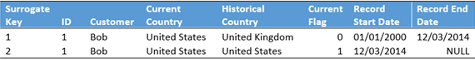 Surrogate Key ID Customer Current Country Historical Country Current Flag Record Start Date Record End Date
1 1 Bob United States United Kingdom 0 01/01/2000 12/03/2014
2 1 Bob United States United States 1 12/03/2014 NULL